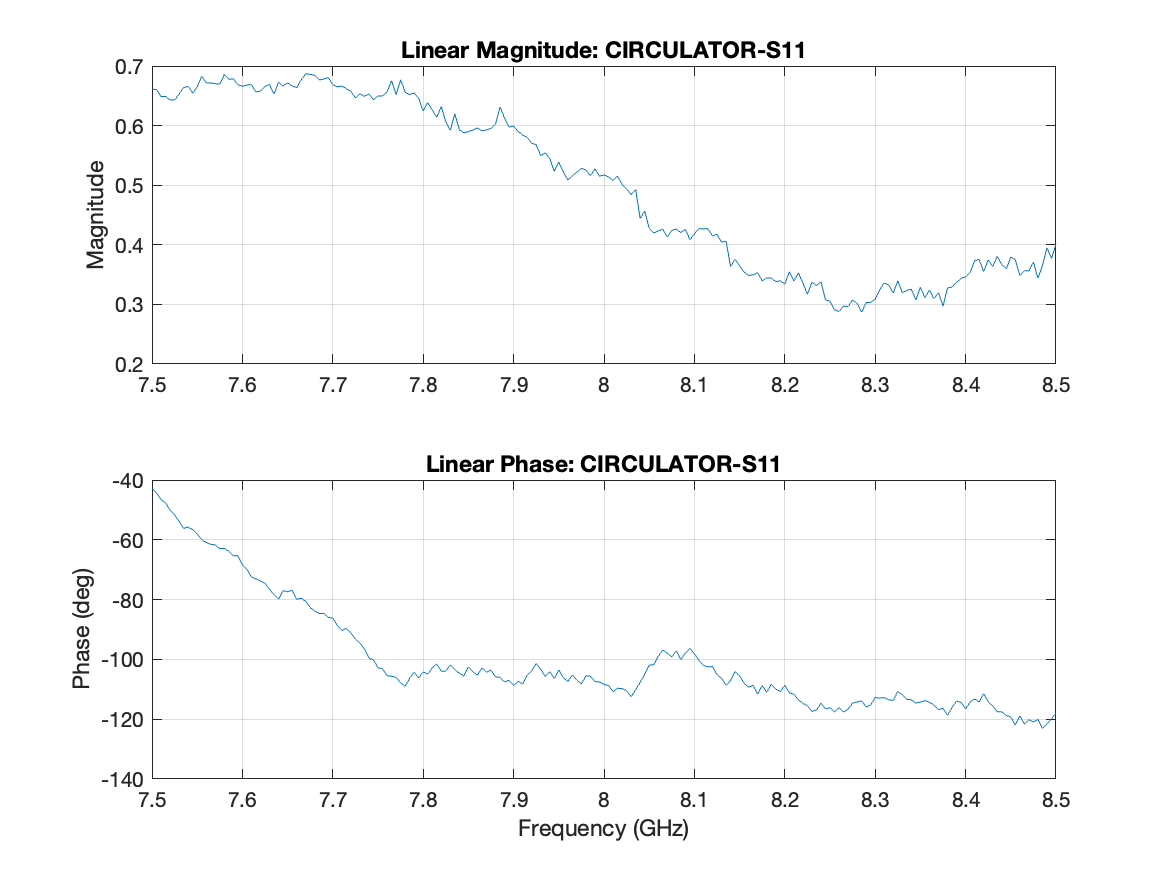 Linear Magnitude: CIRCULATOR-S11
0.7
0.6
0.5
0.4
0.3
0.2
Magnitude
7.5 7.6 7.7 7.8 7.9 8 8.1 8.2 8.3 8.4 8.5
Linear Phase: CIRCULATOR-S11
-40
-60
-80
-100
-120
-140
Phase (deg)
7.5 7.6 7.7 7.8 7.9 8 8.1 8.2 8.3 8.4 8.5
Frequency (GHz)